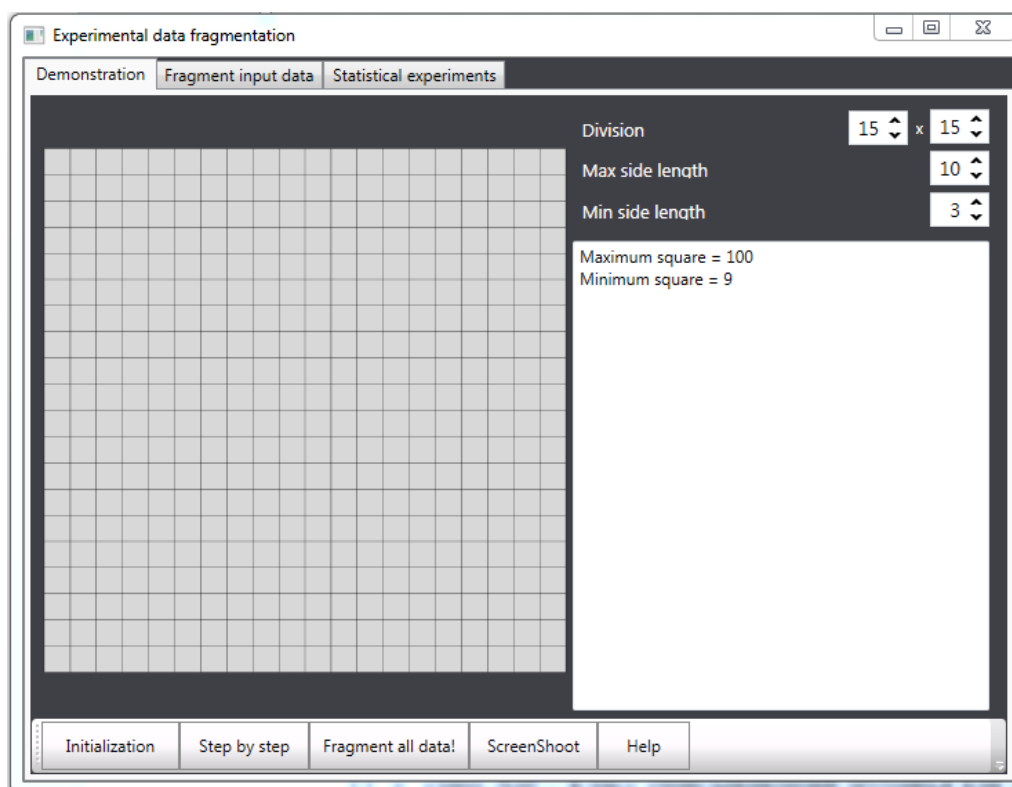 Experimental data fragmentation
Demonstration Fragment input data Statistical experiments
Division 15 x 15
Max side length 10
Min side length 3
Maximum square = 100
Minimum square = 9
Initialization Step by step Fragment all data! ScreenShoot Help